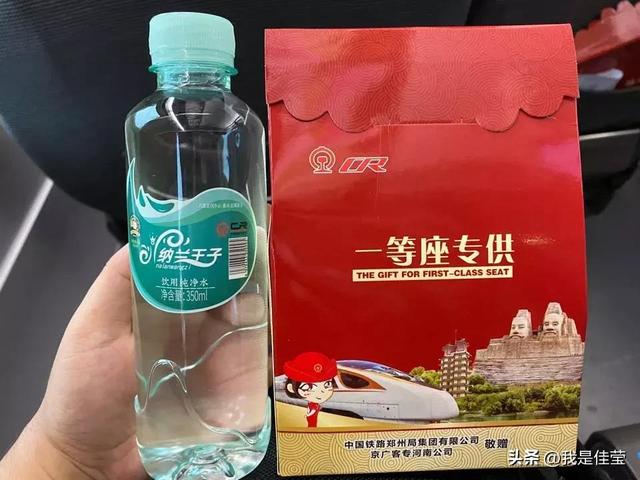 CR
一等座专供
THE GIFT FOR FIRST-CLASS SEAT
中国铁路郑州局集团有限公司
京广客专河南公司
敬赠
CR
纳兰王子
nalanwangzi
饮用纯净水
净含量:350ml
头条 @我是佳莹